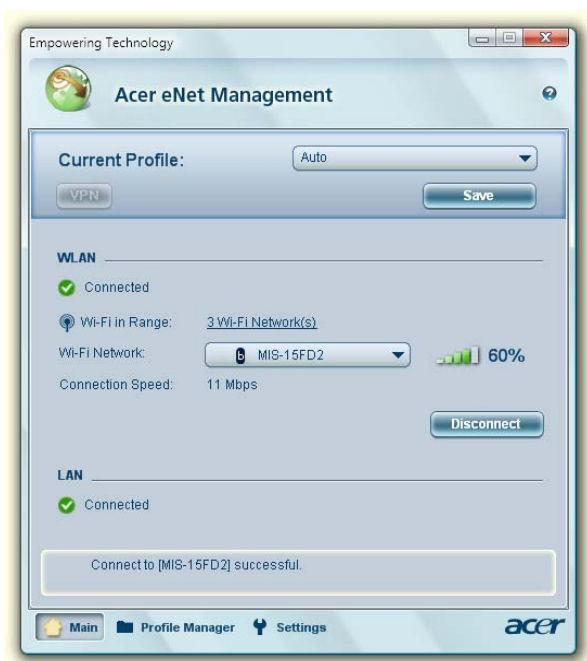 Empowering Technology
Acer eNet Management
Current Profile:
Auto
VPN
Save
WLAN
Connected
Wi-Fi in Range: 3 Wi-Fi Network(s)
Wi-Fi Network: b MIS-15FD2 60%
Connection Speed: 11 Mbps
Disconnect
LAN
Connected
Connect to [MIS-15FD2] successful.
Main Profile Manager Settings acer